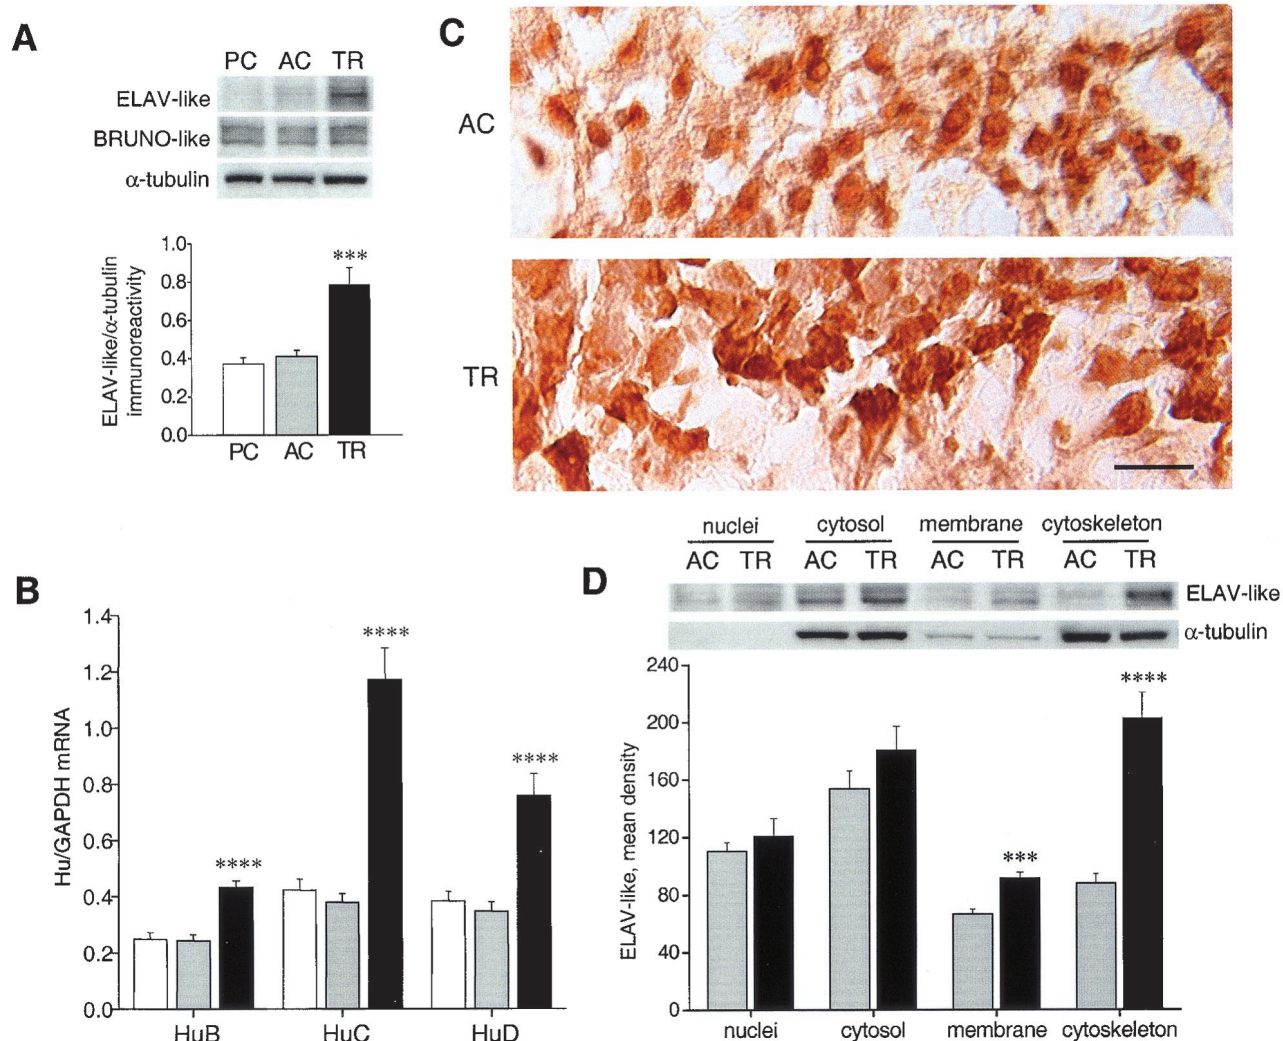 A
PC AC TR
ELAV-like
BRUNO-like
α-tubulin
ELAV-like/α-tubulin
immunoreactivity
1.0
0.8
0.6
0.4
0.2
0.0
***
PC AC TR
C
AC
TR
B
Hu/GAPDH mRNA
1.4
1.2
1.0
0.8
0.6
0.4
0.2
0.0
****
****
****
HuB HuC HuD
D
nuclei cytosol membrane cytoskeleton
AC TR AC TR AC TR AC TR
ELAV-like
α-tubulin
ELAV-like, mean density
240
200
160
120
80
40
0
***
****
nuclei cytosol membrane cytoskeleton